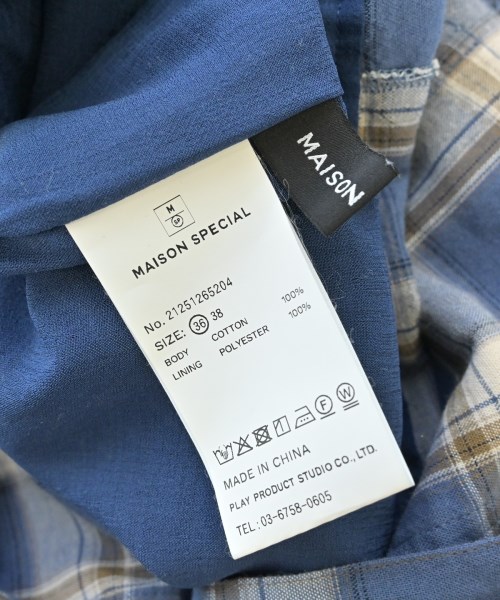 MAISON
M
SP
MAISON SPECIAL
No. 21251265204
SIZE: 36 38
BODY COTTON 100%
LINING POLYESTER 100%
F W
MADE IN CHINA
PLAY PRODUCT STUDIO CO., LTD.
TEL : 03-6758-0605